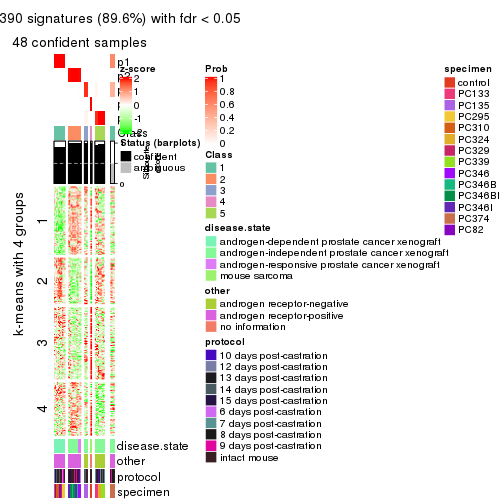 390 signatures (89.6%) with fdr < 0.05
48 confident samples
p1
z-score
2
1
0
-1
-2
Class
Status (barplots)
confident
ambiguous
0
k-means with 4 groups
1
2
3
4
disease.state
other
protocol
specimen
Prob
1
0.8
0.6
0.4
0.2
0
Class
1
2
3
4
5
disease.state
androgen-dependent prostate cancer xenograft
androgen-independent prostate cancer xenograft
androgen-responsive prostate cancer xenograft
mouse sarcoma
other
androgen receptor-negative
androgen receptor-positive
no information
protocol
10 days post-castration
12 days post-castration
13 days post-castration
14 days post-castration
15 days post-castration
6 days post-castration
7 days post-castration
8 days post-castration
9 days post-castration
intact mouse
specimen
control
PC133
PC135
PC295
PC310
PC324
PC329
PC339
PC346
PC346B
PC346BI
PC346I
PC374
PC82